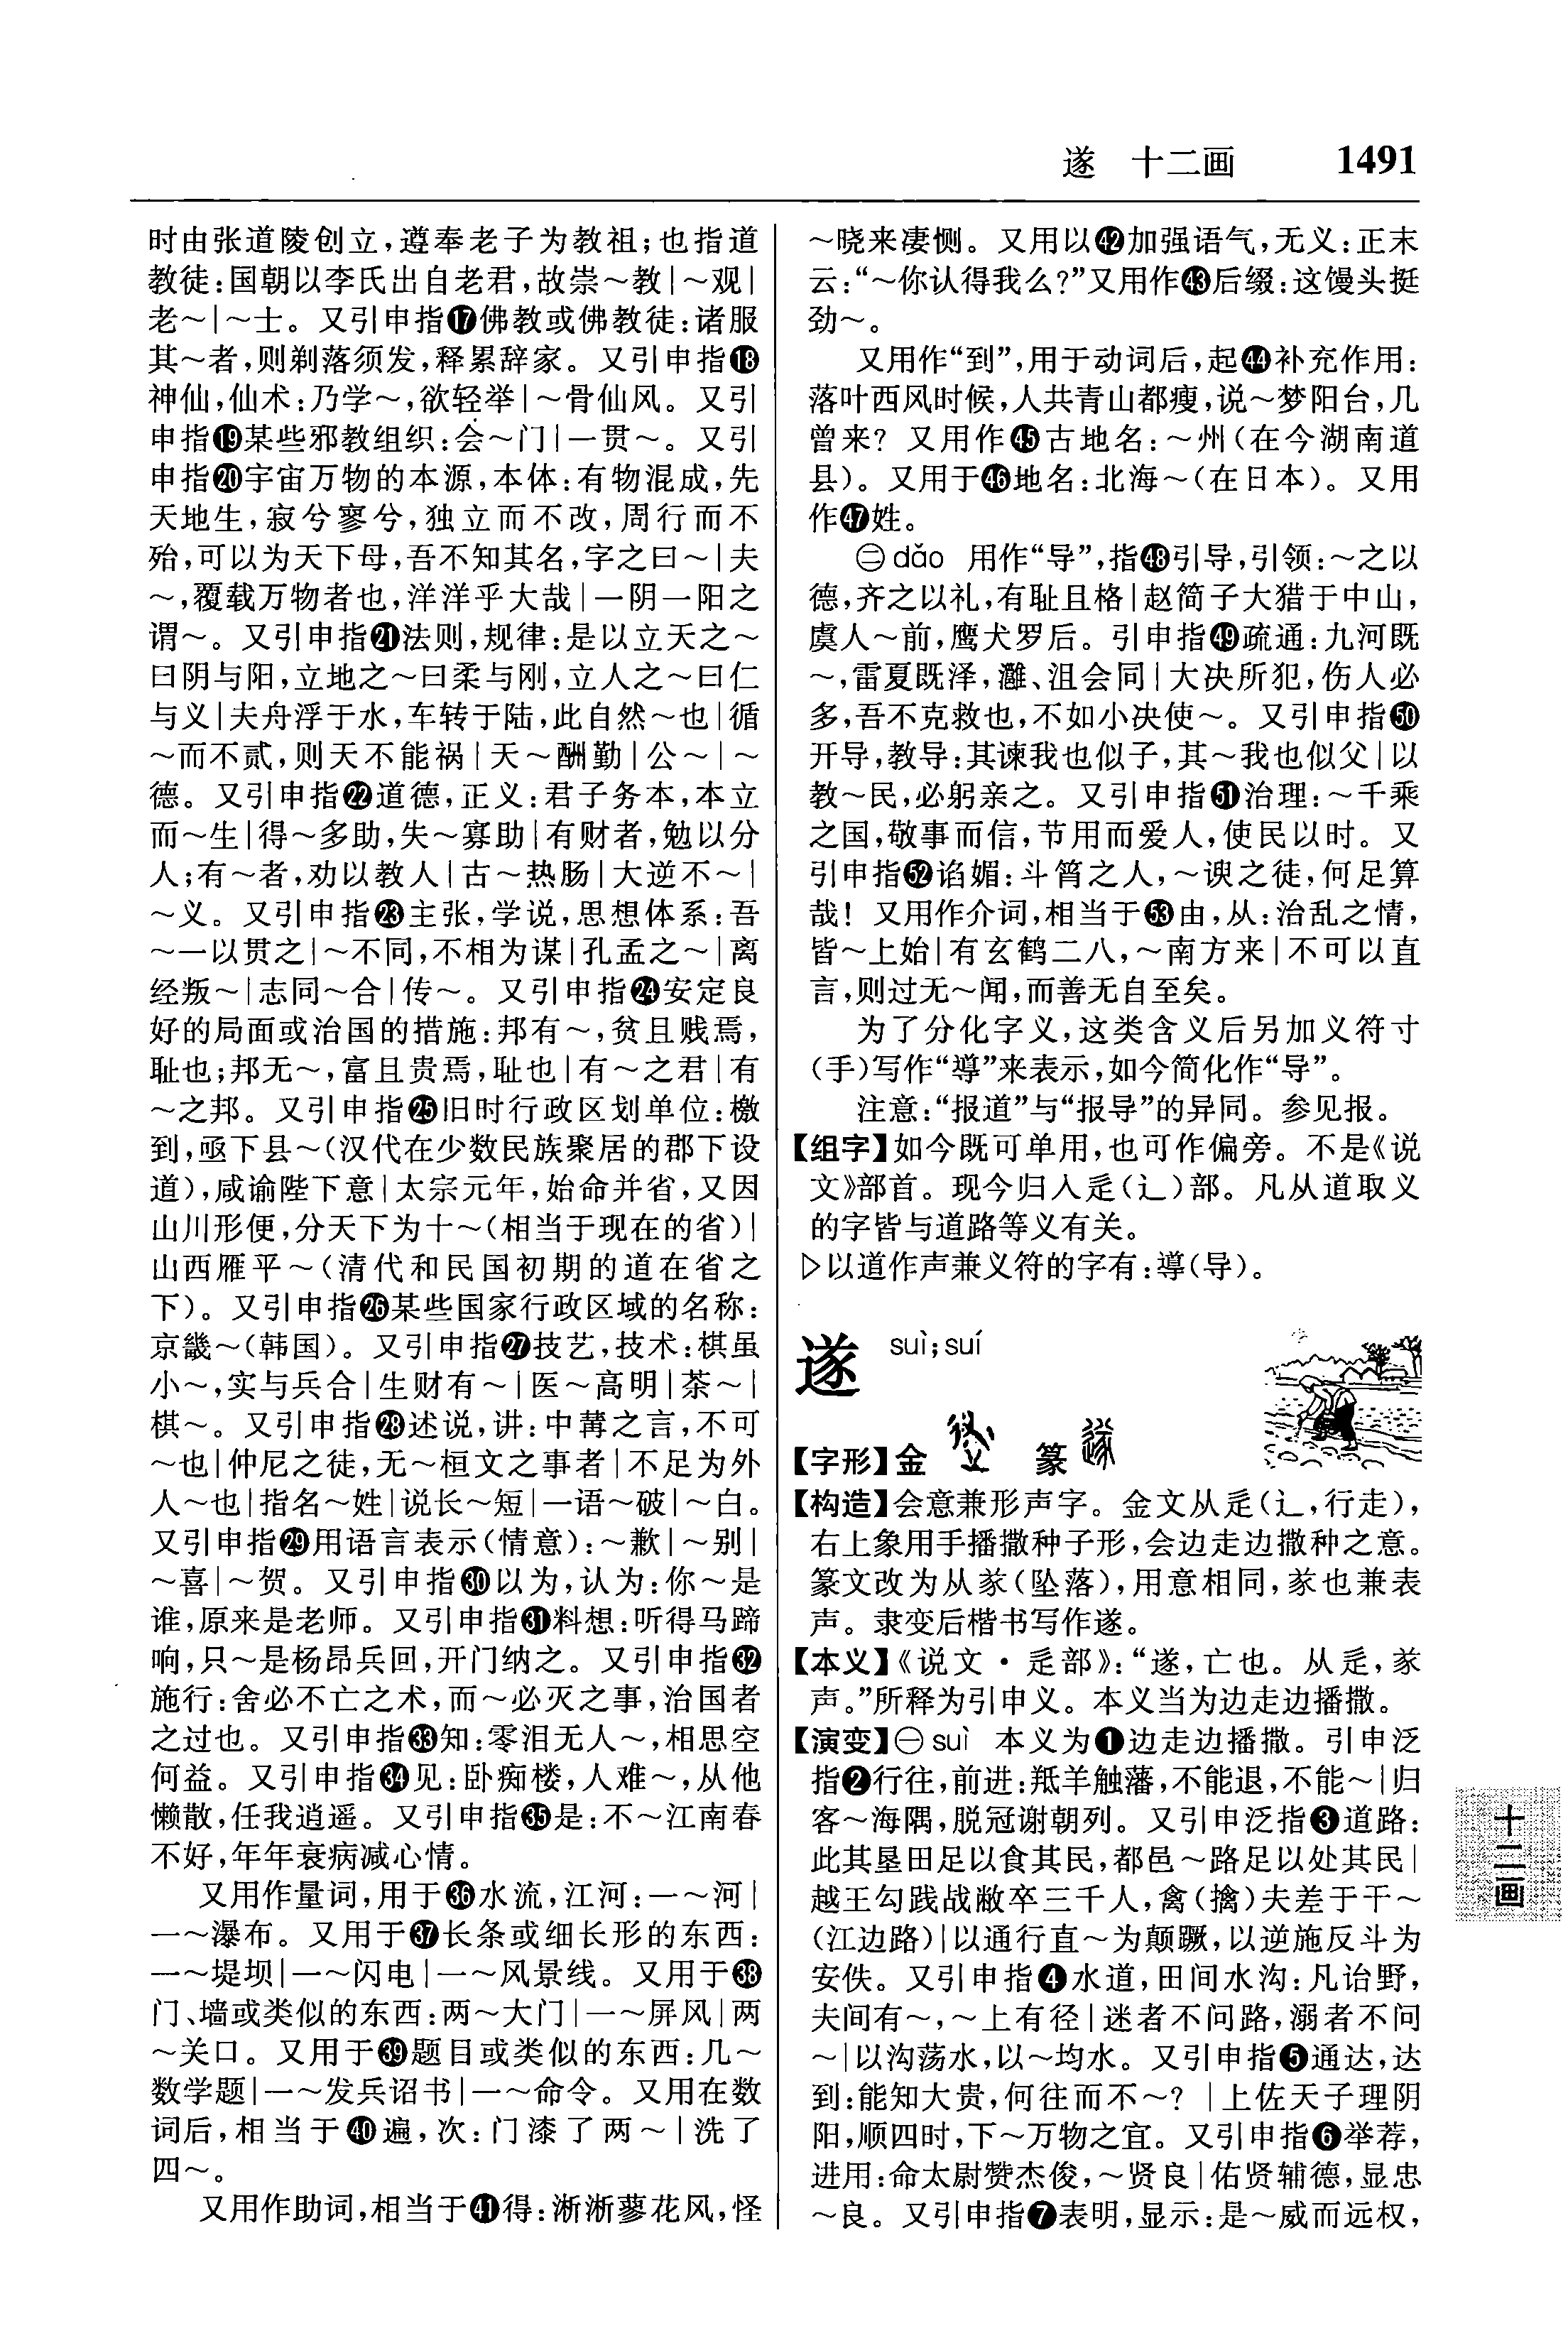 遂　十二画　1491
时由张道陵创立,遵奉老子为教祖;也指道
教徒:国朝以李氏出自老君,故崇～教|～观|
老～|～士。又引申指⓱佛教或佛教徒:诸服
其～者,则剃落须发,释累辞家。又引申指⓲
神仙,仙术:乃学～,欲轻举|～骨仙风。又引
申指⓳某些邪教组织:会～门|一贯～。又引
申指⓴宇宙万物的本源,本体:有物混成,先
天地生,寂兮寥兮,独立而不改,周行而不
殆,可以为天下母,吾不知其名,字之曰～|夫
～,覆载万物者也,洋洋乎大哉|一阴一阳之
谓～。又引申指㉑法则,规律:是以立天之～
曰阴与阳,立地之～曰柔与刚,立人之～曰仁
与义|夫舟浮于水,车转于陆,此自然～也|循
～而不贰,则天不能祸|天～酬勤|公～|～
德。又引申指㉒道德,正义:君子务本,本立
而～生|得～多助,失～寡助|有财者,勉以分
人;有～者,劝以教人|古～热肠|大逆不～|
～义。又引申指㉓主张,学说,思想体系:吾
～一以贯之|～不同,不相为谋|孔孟之～|离
经叛～|志同～合|传～。又引申指㉔安定良
好的局面或治国的措施:邦有～,贫且贱焉,
耻也;邦无～,富且贵焉,耻也|有～之君|有
～之邦。又引申指㉕旧时行政区划单位:檄
到,亟下县～(汉代在少数民族聚居的郡下设
道),咸谕陛下意|太宗元年,始命并省,又因
山川形便,分天下为十～(相当于现在的省)|
山西雁平～(清代和民国初期的道在省之
下)。又引申指㉖某些国家行政区域的名称:
京畿～(韩国)。又引申指㉗技艺,技术:棋虽
小～,实与兵合|生财有～|医～高明|茶～|
棋～。又引申指㉘述说,讲:中冓之言,不可
～也|仲尼之徒,无～桓文之事者|不足为外
人～也|指名～姓|说长～短|一语～破|～白。
又引申指㉙用语言表示(情意):～歉|～别|
～喜|～贺。又引申指㉚以为,认为:你～是
谁,原来是老师。又引申指㉛料想:听得马蹄
响,只～是杨昂兵回,开门纳之。又引申指㉜
施行:舍必不亡之术,而～必灭之事,治国者
之过也。又引申指㉝知:零泪无人～,相思空
何益。又引申指㉞见:卧痴楼,人难～,从他
懒散,任我逍遥。又引申指㉟是:不～江南春
不好,年年衰病减心情。
又用作量词,用于㊱水流,江河:一～河|
一～瀑布。又用于㊲长条或细长形的东西:
一～堤坝|一～闪电|一～风景线。又用于㊳
门、墙或类似的东西:两～大门|一～屏风|两
～关口。又用于㊴题目或类似的东西:几～
数学题|一～发兵诏书|一～命令。又用在数
词后,相当于㊵遍,次:门漆了两～|洗了
四～。
又用作助词,相当于㊶得:淅淅蓼花风,怪
～晓来凄恻。又用以㊷加强语气,无义:正末
云:“～你认得我么?”又用作㊸后缀:这馒头挺
劲～。
又用作“到”,用于动词后,起㊹补充作用:
落叶西风时候,人共青山都瘦,说～梦阳台,几
曾来? 又用作㊺古地名:～州(在今湖南道
县)。又用于㊻地名:北海～(在日本)。又用
作㊼姓。
㊁dǎo 用作“导”,指㊽引导,引领:～之以
德,齐之以礼,有耻且格|赵简子大猎于中山,
虞人～前,鹰犬罗后。引申指㊾疏通:九河既
～,雷夏既泽,灉、沮会同|大决所犯,伤人必
多,吾不克救也,不如小决使～。又引申指㊿
开导,教导:其谏我也似子,其～我也似父|以
教～民,必躬亲之。又引申指51治理:～千乘
之国,敬事而信,节用而爱人,使民以时。又
引申指52谄媚:斗筲之人,～谀之徒,何足算
哉! 又用作介词,相当于53由,从:治乱之情,
皆～上始|有玄鹤二八,～南方来|不可以直
言,则过无～闻,而善无自至矣。
为了分化字义,这类含义后另加义符寸
(手)写作“導”来表示,如今简化作“导”。
注意:“报道”与“报导”的异同。参见报。
【组字】如今既可单用,也可作偏旁。不是《说
文》部首。现今归入辵(辶)部。凡从道取义
的字皆与道路等义有关。
▷以道作声兼义符的字有:導(导)。
遂 suì;suí
【字形】金 篆
【构造】会意兼形声字。金文从辵(辶,行走),
右上象用手播撒种子形,会边走边撒种之意。
篆文改为从㒸(坠落),用意相同,㒸也兼表
声。隶变后楷书写作遂。
【本义】《说文·辵部》:“遂,亡也。从辵,㒸
声。”所释为引申义。本义当为边走边播撒。
【演变】㊀suì 本义为❶边走边播撒。引申泛
指❷行往,前进:羝羊触藩,不能退,不能～|归
客～海隅,脱冠谢朝列。又引申泛指❸道路:
此其垦田足以食其民,都邑～路足以处其民|
越王勾践战敝卒三千人,禽(擒)夫差于干～
(江边路)|以通行直～为颠蹶,以逆施反斗为
安佚。又引申指❹水道,田间水沟:凡诒野,
夫间有～,～上有径|迷者不问路,溺者不问
～|以沟荡水,以～均水。又引申指❺通达,达
到:能知大贵,何往而不～? |上佐天子理阴
阳,顺四时,下～万物之宜。又引申指❻举荐,
进用:命太尉赞杰俊,～贤良|佑贤辅德,显忠
～良。又引申指❼表明,显示:是～威而远权,
十二画